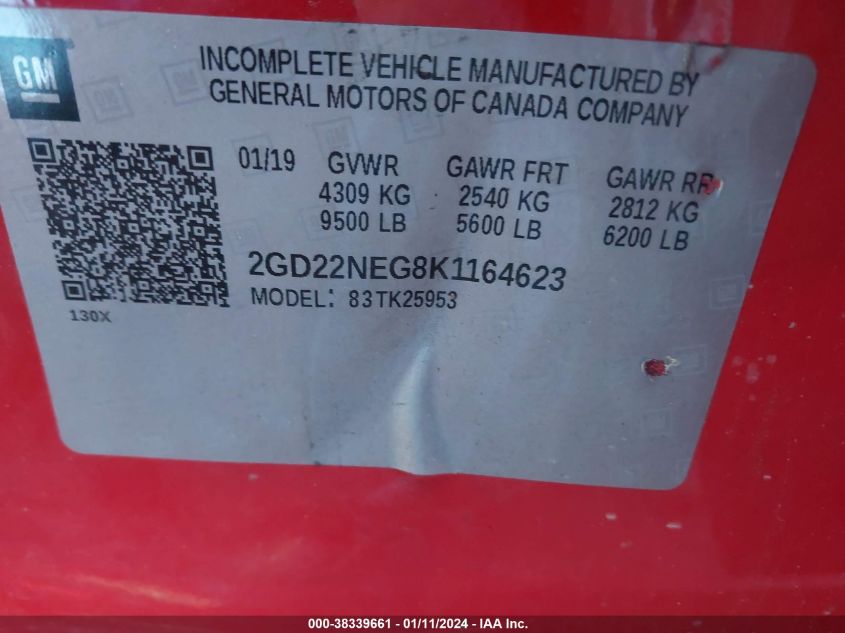 GM
INCOMPLETE VEHICLE MANUFACTURED BY
GENERAL MOTORS OF CANADA COMPANY
01/19 GVWR GAWR FRT GAWR RR
4309 KG 2540 KG 2812 KG
9500 LB 5600 LB 6200 LB
2GD22NEG8K1164623
MODEL: 83TK25953
130X
000-38339661 - 01/11/2024 - IAA Inc.